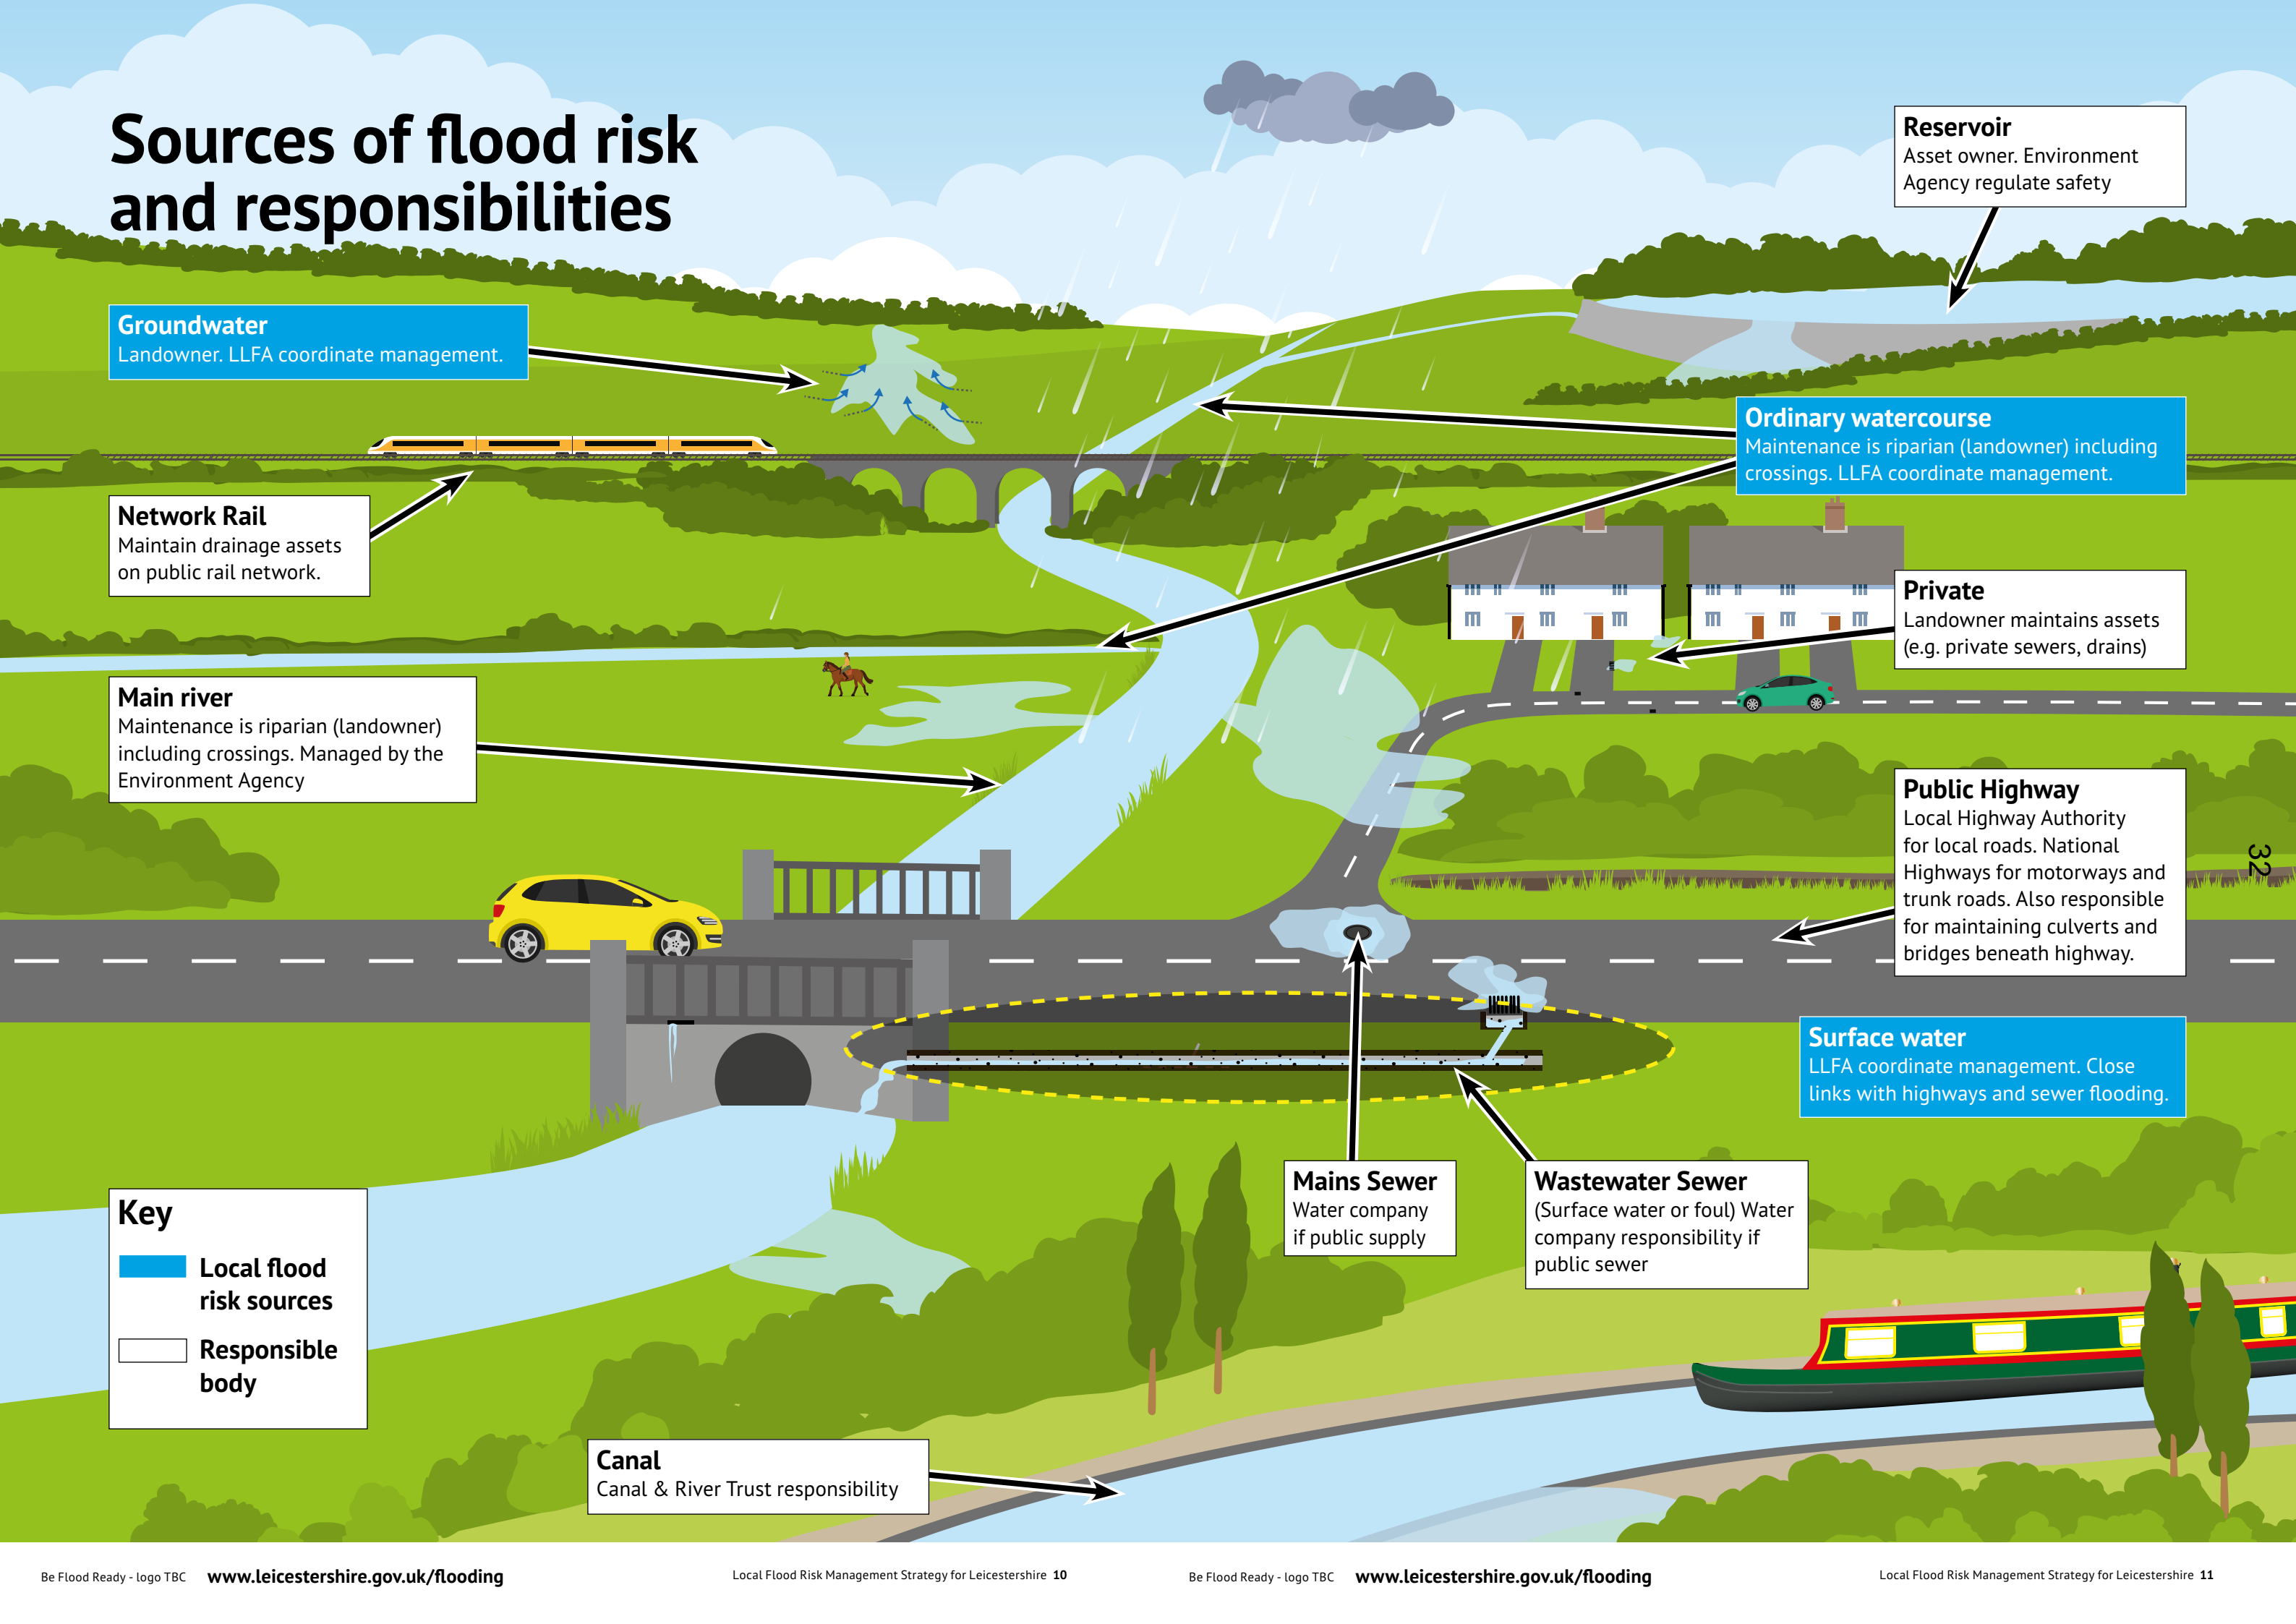 Sources of flood risk
and responsibilities
Reservoir
Asset owner. Environment
Agency regulate safety
Groundwater
Landowner. LLFA coordinate management.
Ordinary watercourse
Maintenance is riparian (landowner) including
crossings. LLFA coordinate management.
Network Rail
Maintain drainage assets
on public rail network.
Private
Landowner maintains assets
(e.g. private sewers, drains)
Main river
Maintenance is riparian (landowner)
including crossings. Managed by the
Environment Agency
Public Highway
Local Highway Authority
for local roads. National
Highways for motorways and
trunk roads. Also responsible
for maintaining culverts and
bridges beneath highway.
32
Surface water
LLFA coordinate management. Close
links with highways and sewer flooding.
Mains Sewer
Water company
if public supply
Wastewater Sewer
(Surface water or foul) Water
company responsibility if
public sewer
Key
Local flood
risk sources
Responsible
body
Canal
Canal & River Trust responsibility
Be Flood Ready - logo TBC www.leicestershire.gov.uk/flooding
Local Flood Risk Management Strategy for Leicestershire 10
Be Flood Ready - logo TBC www.leicestershire.gov.uk/flooding
Local Flood Risk Management Strategy for Leicestershire 11